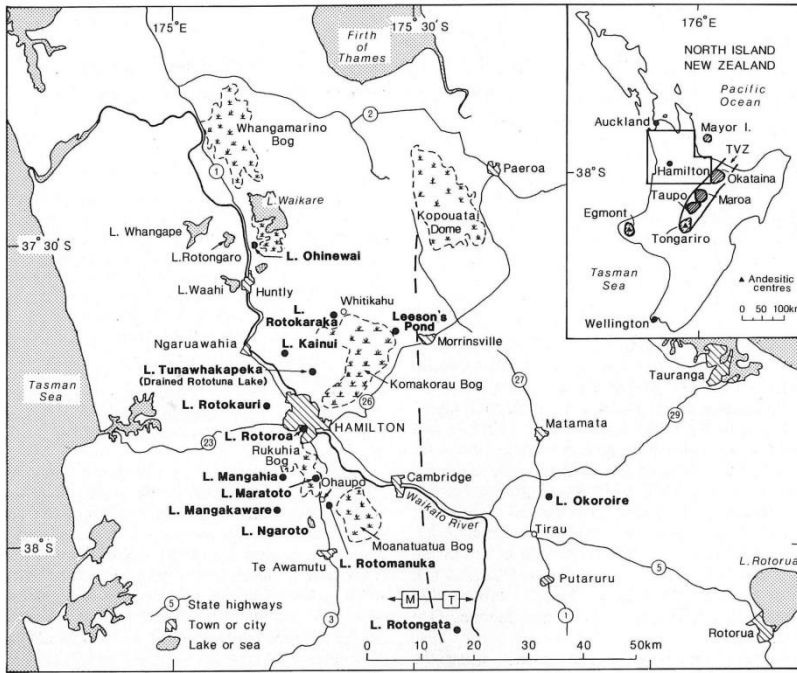 175°E
175° 30'S
Firth
of
Thames
176°E
NORTH ISLAND
NEW ZEALAND
Pacific
Ocean
Auckland
Mayor I.
TVZ
Hamilton
Okataina
38°S
Taupo
Maroa
Egmont
Tongariro
Tasman
Sea
Andesitic
centres
0 50 100km
Wellington
Whangamarino
Bog
2
1
Paeroa
L. Waikare
Kopouatai
Dome
L. Whangape
L. Rotongaro
37°30'S
L. Ohinewai
L. Waahi
Huntly
Whitikahu
L.
Rotokaraka
Leeson's
Pond
Ngaruawahia
L. Kainui
Morrinsville
L. Tunawhakapeka
(Drained Rototuna Lake)
Komakorau Bog
27
Tauranga
Tasman
Sea
L. Rotokauri
26
29
23
L. Rotoroa
HAMILTON
Matamata
Rukuhia
Bog
L. Mangahia
Ohaupo
Cambridge
L. Maratoto
L. Mangakaware
Waikato River
L. Okoroire
L. Ngaroto
Moanatuatua Bog
Tirau
38°S
Te Awamutu
L. Rotomanuka
5
L. Rotorua
Putaruru
5 State highways
Town or city
Lake or sea
3
M T
1
L. Rotongata
Rotorua
0 10 20 30 50km